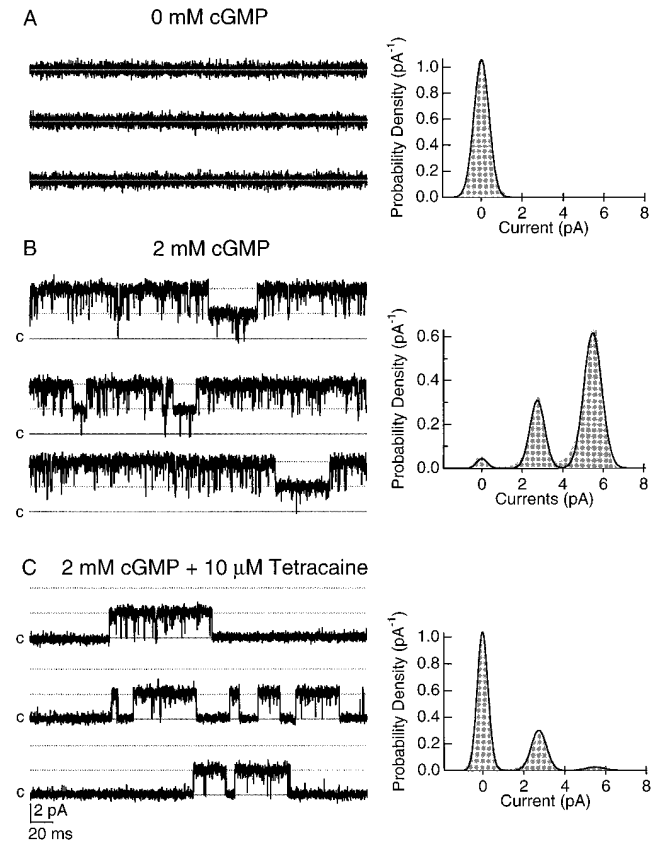 A 0 mM cGMP
Probability Density (pA⁻¹)
1.0
0.8
0.6
0.4
0.2
0.0
0 2 4 6 8
Current (pA)
B 2 mM cGMP
c
c
c
Probability Density (pA⁻¹)
0.6
0.4
0.2
0.0
0 2 4 6 8
Currents (pA)
C 2 mM cGMP + 10 μM Tetracaine
c
c
c
2 pA
20 ms
Probability Density (pA⁻¹)
1.0
0.8
0.6
0.4
0.2
0.0
0 2 4 6 8
Current (pA)